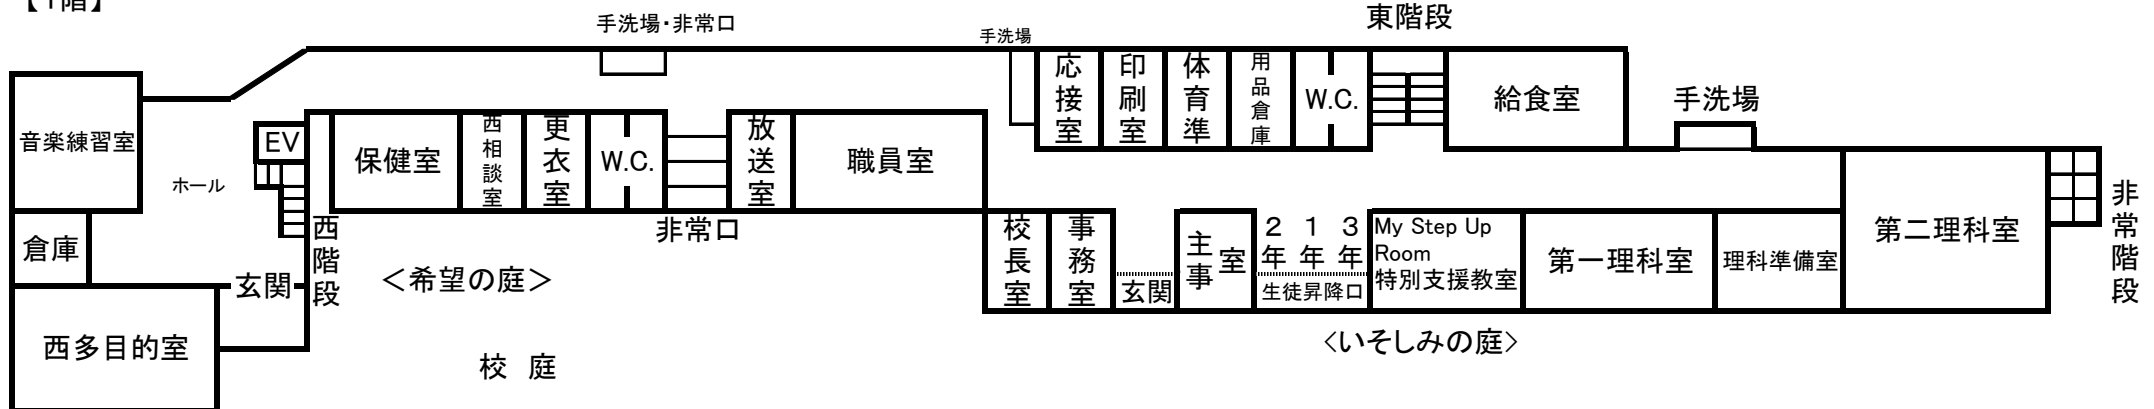 【1階】
手洗場・非常口
手洗場
東階段
音楽練習室
EV
ホール
倉庫
玄関
西階段
西多目的室
保健室
西相談室
更衣室
W.C.
非常口
放送室
職員室
応接室
印刷室
体育準
用品倉庫
W.C.
給食室
手洗場
校長室
事務室
玄関
主事室
2年
1年
3年
生徒昇降口
My Step Up
Room
特別支援教室
第一理科室
理科準備室
第二理科室
非常階段
＜希望の庭＞
校 庭
＜いそしみの庭＞